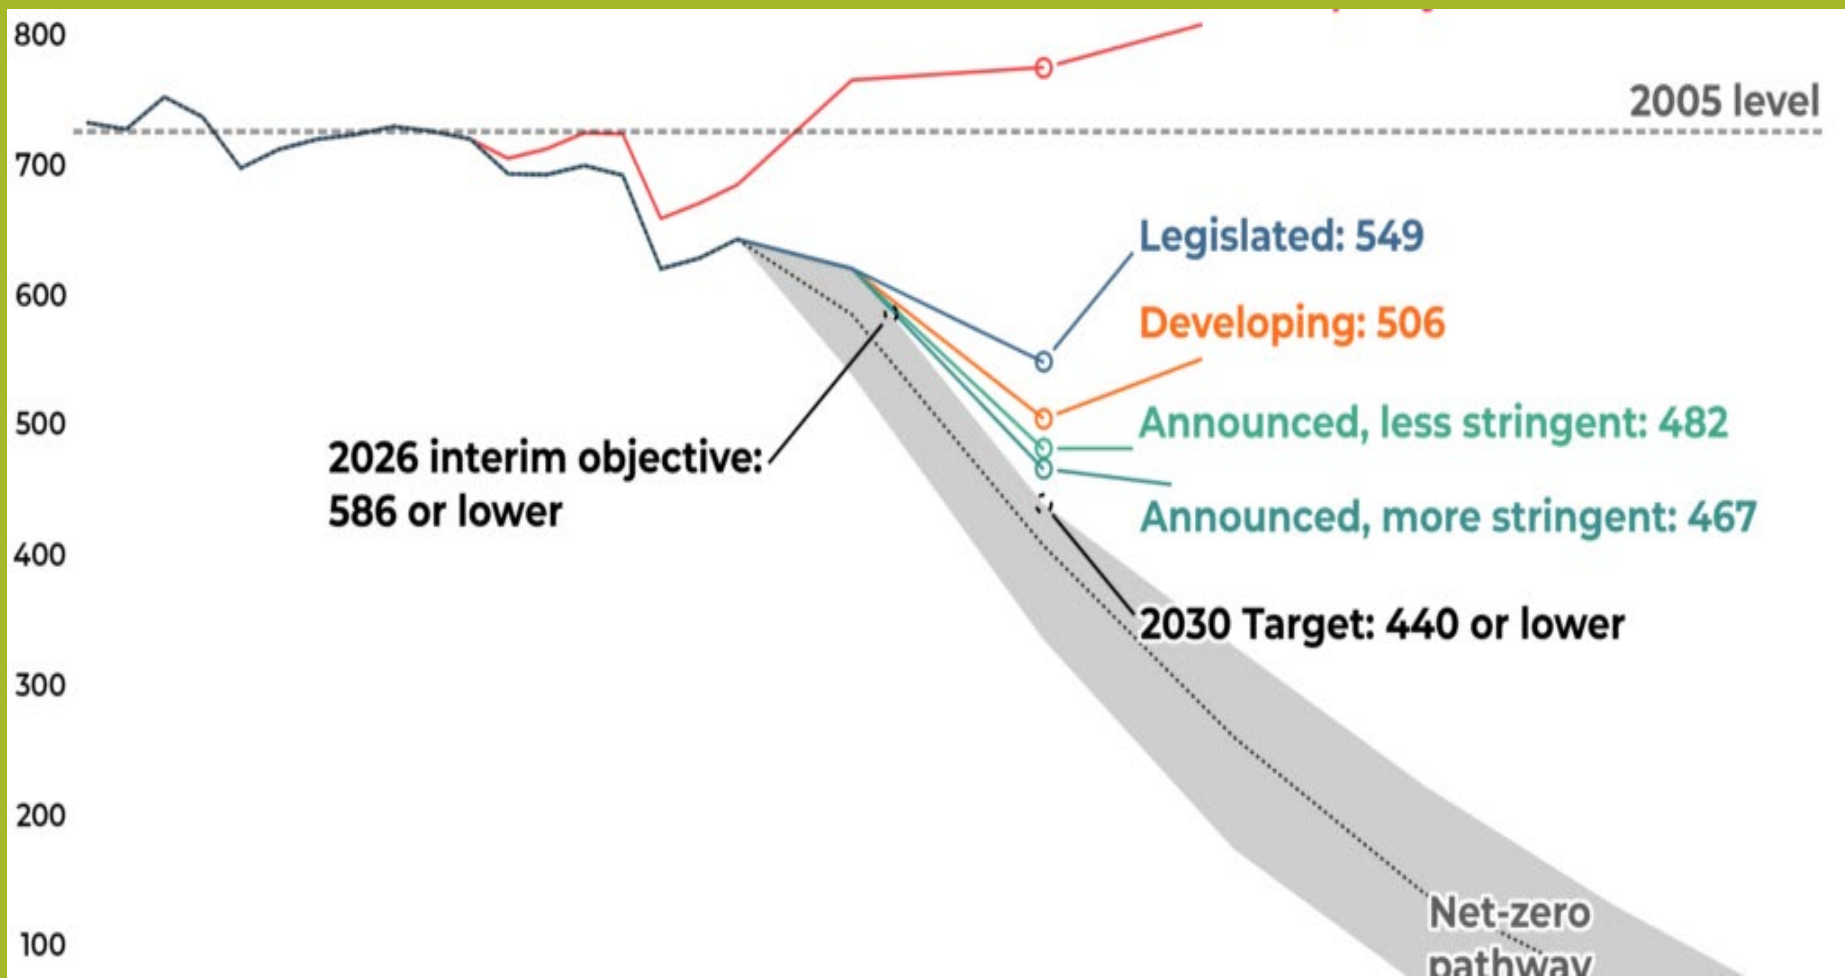 800
2005 level
700
Legislated: 549
600
Developing: 506
500
Announced, less stringent: 482
2026 interim objective:
586 or lower
Announced, more stringent: 467
400
2030 Target: 440 or lower
300
200
Net-zero
pathway
100